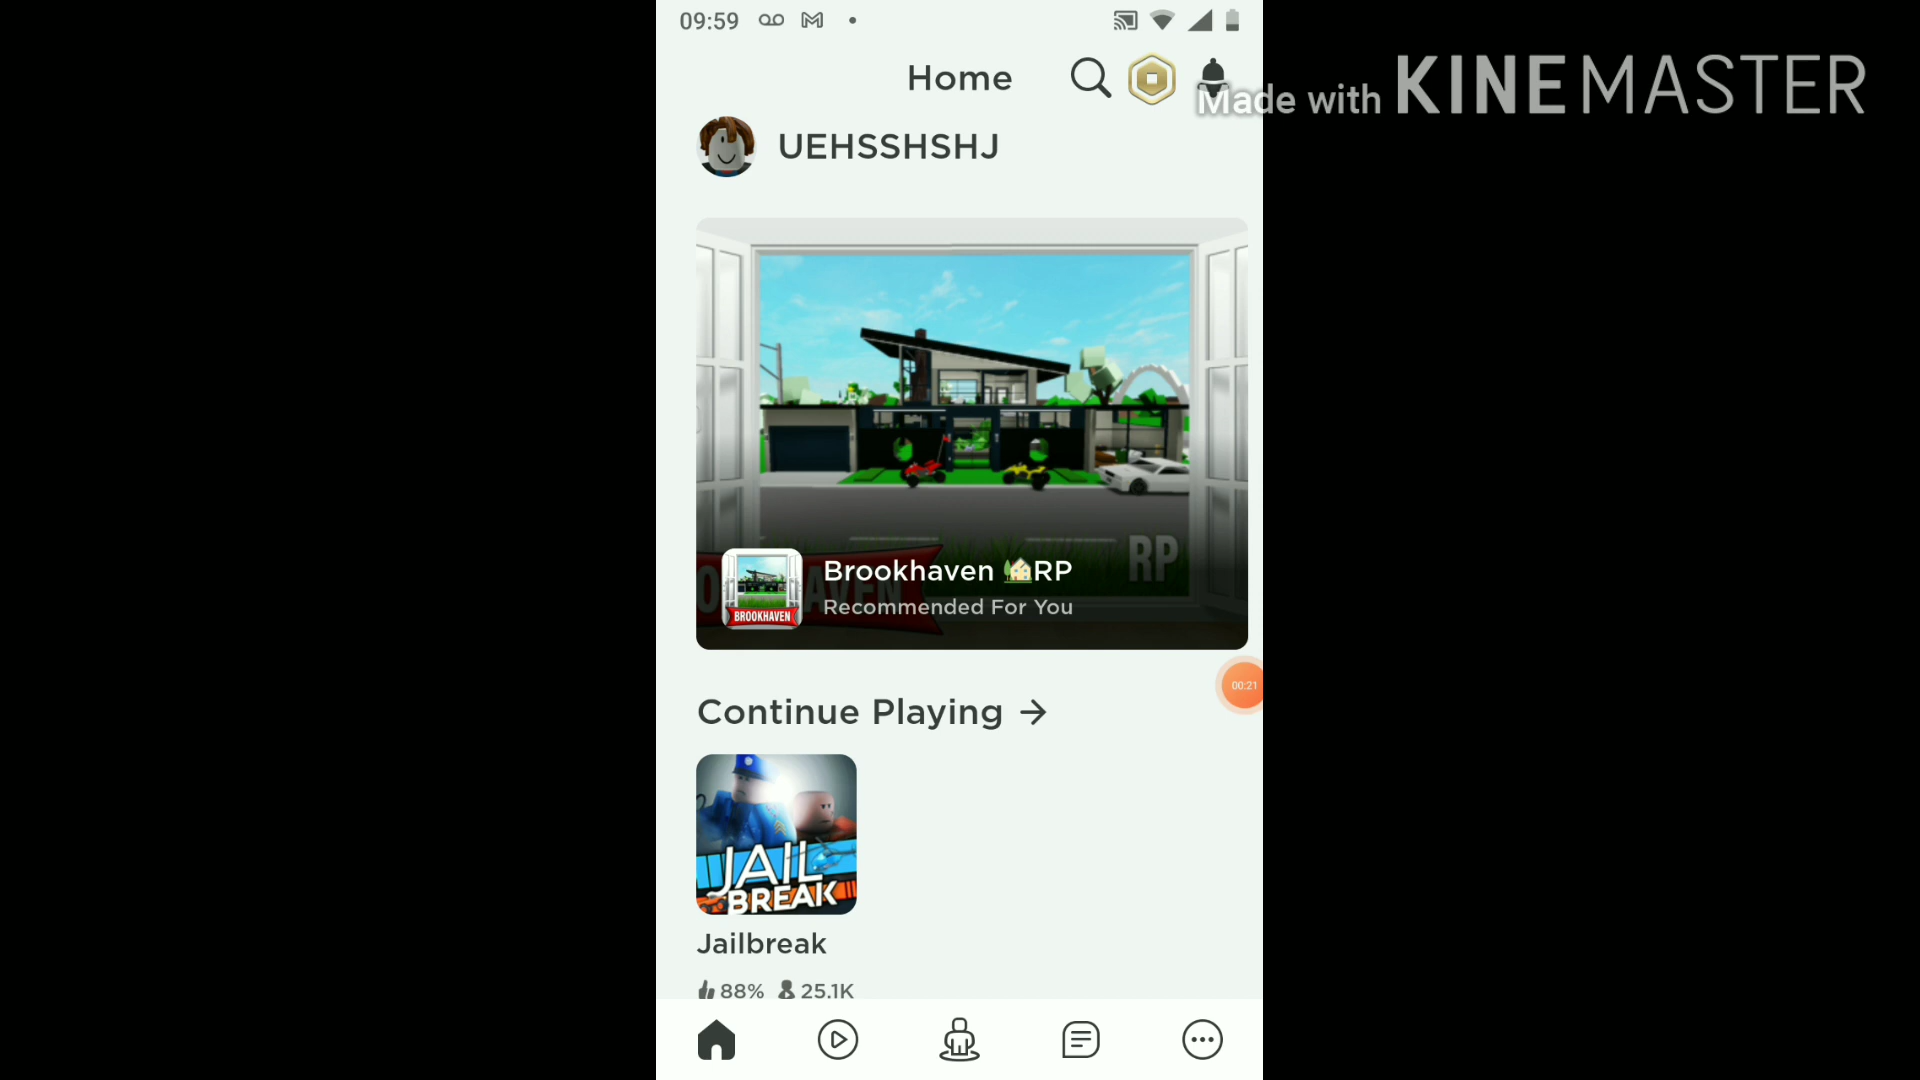 09:59
Home
Made with KINEMASTER
UEHSSHSHJ
RP
Brookhaven 🏡RP
Recommended For You
BROOKHAVEN
00:21
Continue Playing →
JAIL
BREAK
Jailbreak
88% 25.1K